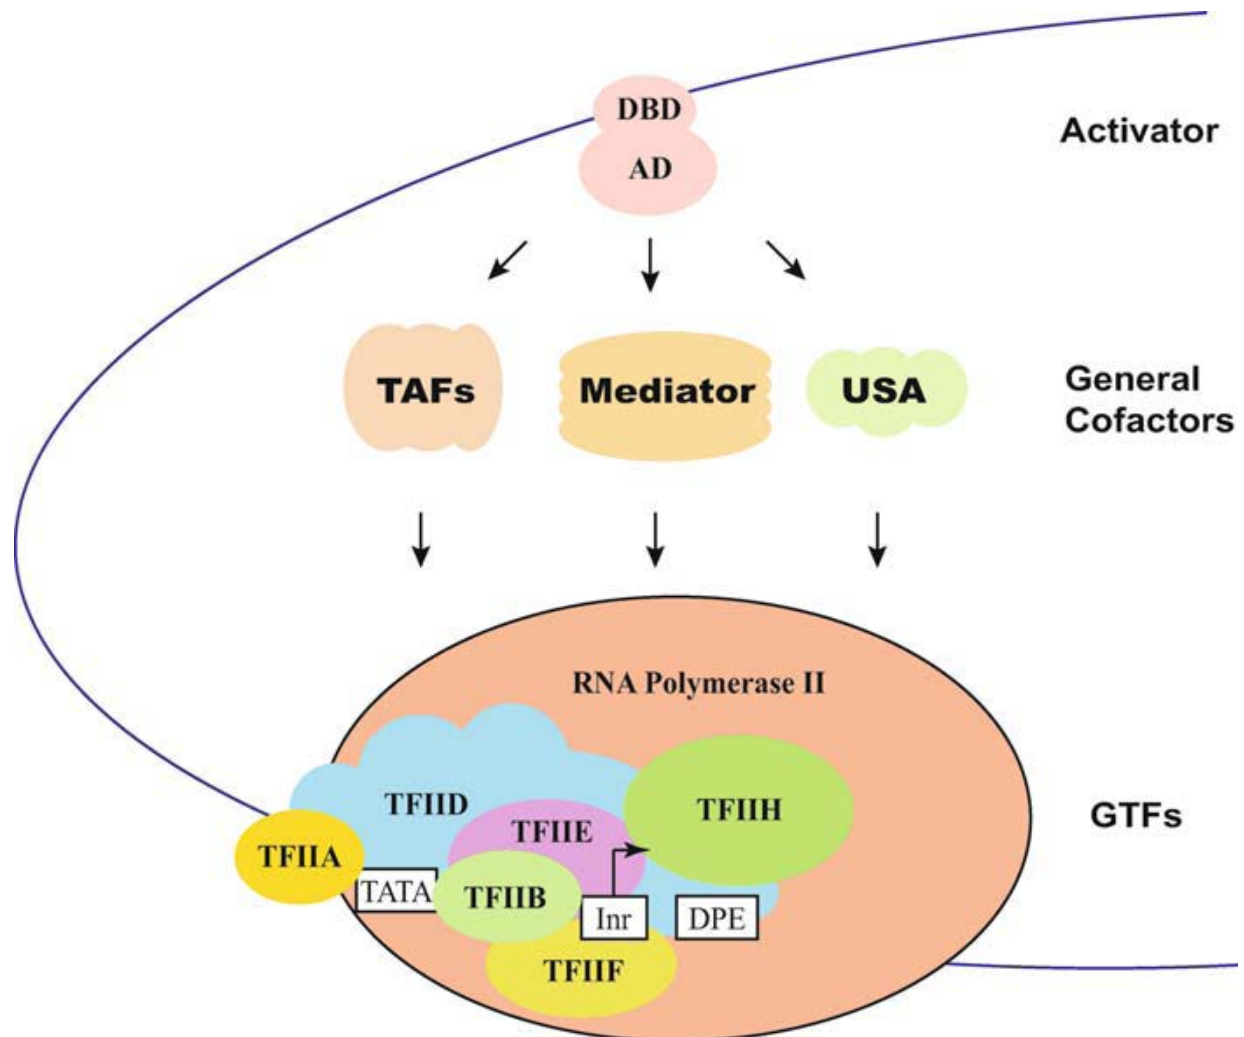 DBD
Activator
AD
TAFs
Mediator
USA
General
Cofactors
RNA Polymerase II
TFIID
TFIIH
GTFs
TFIIE
TFIIA
TATA
TFIIB
Inr
DPE
TFIIF